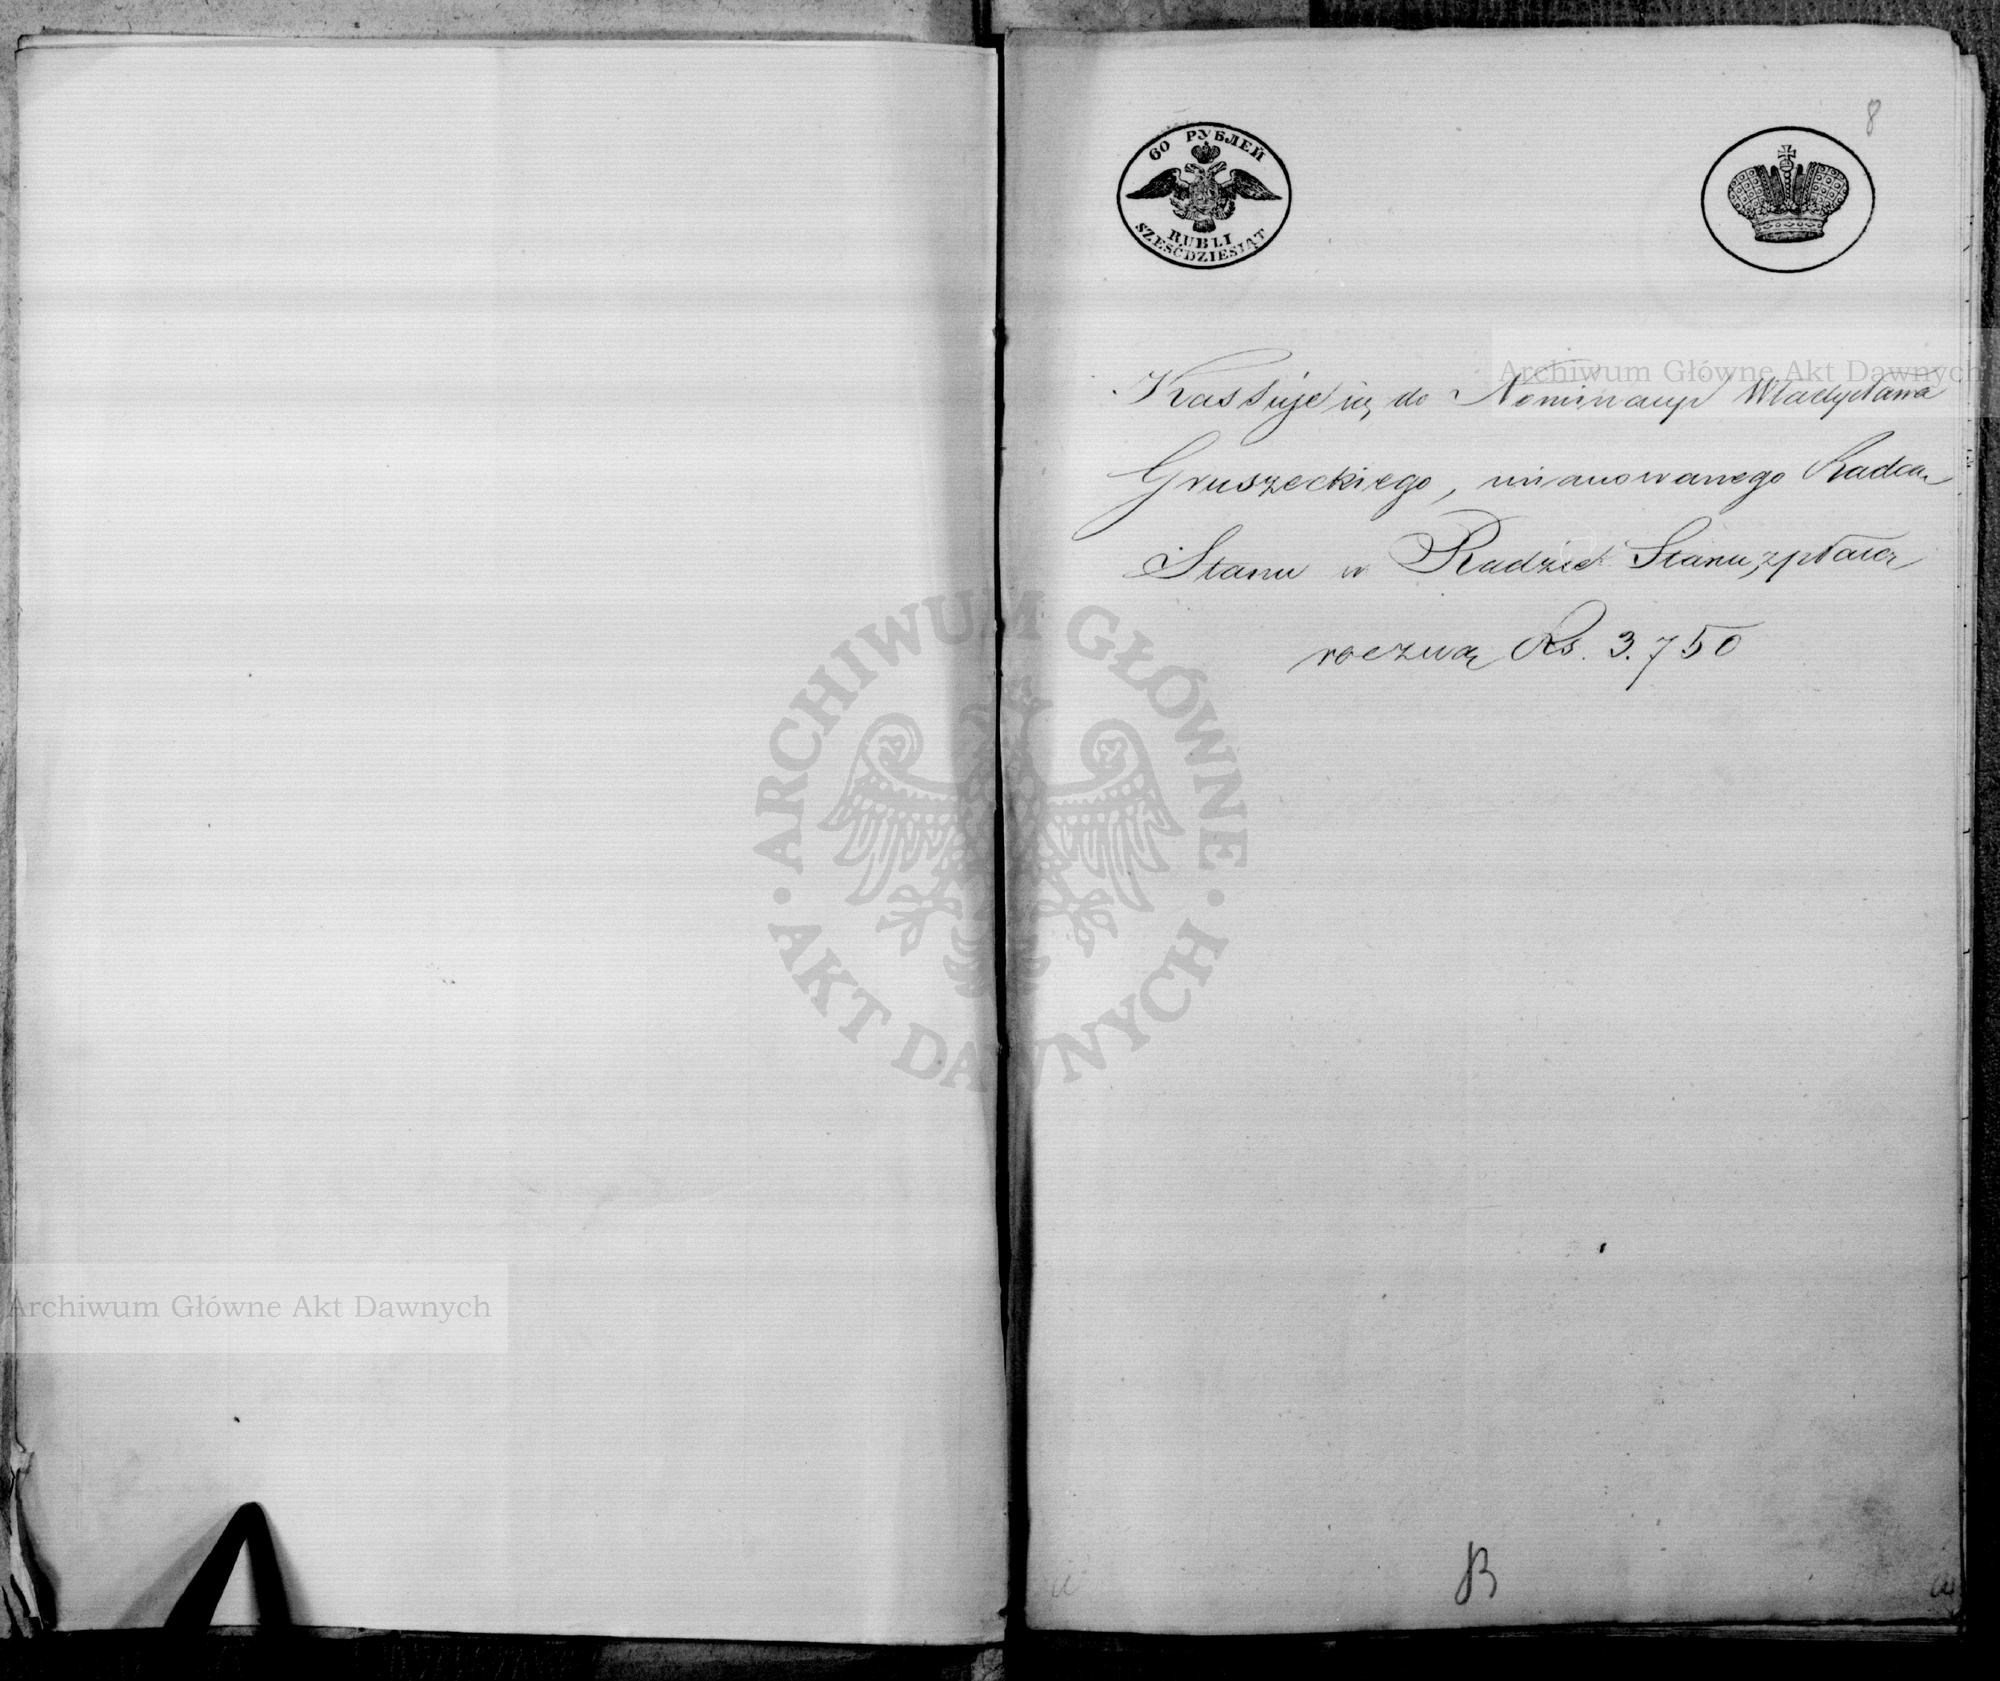 8
60 РУБЛЕЙ
RUBLI
SZEŚĆDZIESIĄT
Kassuje się do Nominacyi Władysława
Gruszeckiego, mianowanego Radcą
Stanu w Radzie Stanu, z płacą
roczną Rs. 3.750
ARCHIWUM GŁÓWNE
AKT DAWNYCH
Archiwum Główne Akt Dawnych
Archiwum Główne Akt Dawnych